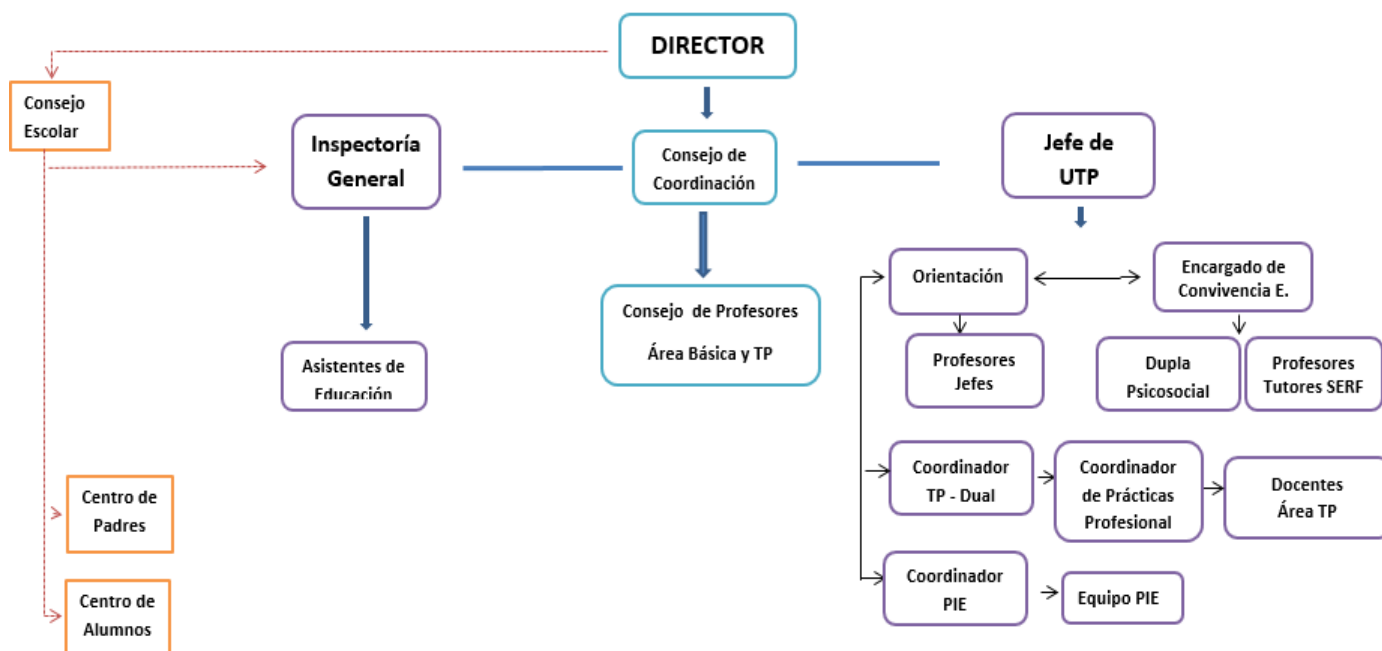 DIRECTOR
Consejo
Escolar
Inspectoría
General
Consejo de
Coordinación
Jefe de
UTP
Orientación
Encargado de
Convivencia E.
Consejo de Profesores
Área Básica y TP
Asistentes de
Educación
Profesores
Jefes
Dupla
Psicosocial
Profesores
Tutores SERF
Coordinador
TP - Dual
Coordinador
de Prácticas
Profesional
Docentes
Área TP
Centro de
Padres
Coordinador
PIE
Equipo PIE
Centro de
Alumnos